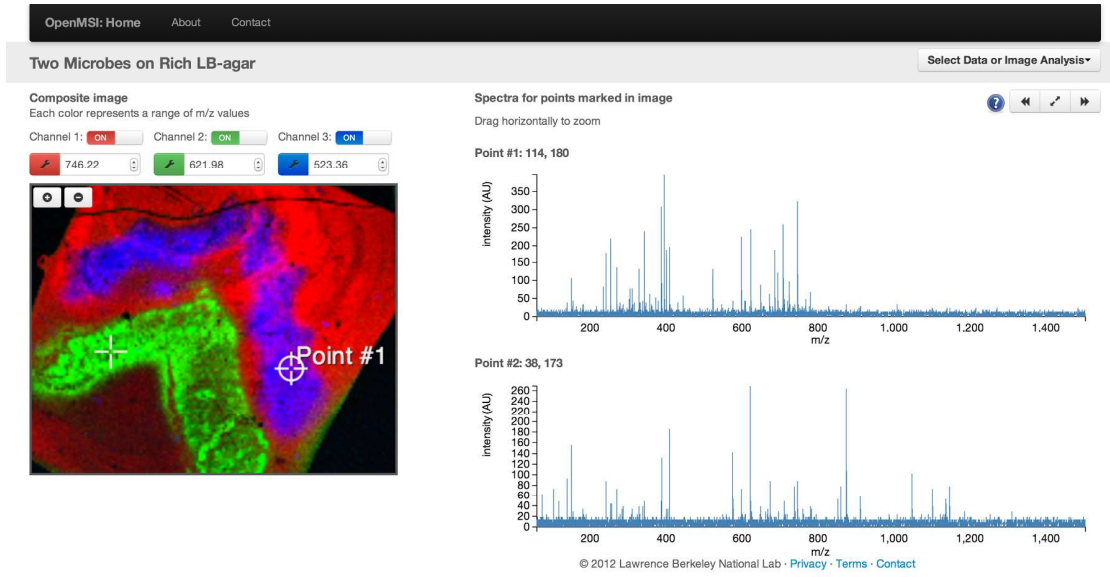 OpenMSI: Home About Contact
Two Microbes on Rich LB-agar
Select Data or Image Analysis
Composite image
Each color represents a range of m/z values
Channel 1: ON Channel 2: ON Channel 3: ON
746.22 621.98 523.36
Point #1
Spectra for points marked in image
Drag horizontally to zoom
?
Point #1: 114, 180
intensity (AU)
350
300
250
200
150
100
50
0
200 400 600 800 1,000 1,200 1,400
m/z
Point #2: 38, 173
intensity (AU)
260
240
220
200
180
160
140
120
100
80
60
40
20
0
200 400 600 800 1,000 1,200 1,400
m/z
© 2012 Lawrence Berkeley National Lab · Privacy · Terms · Contact